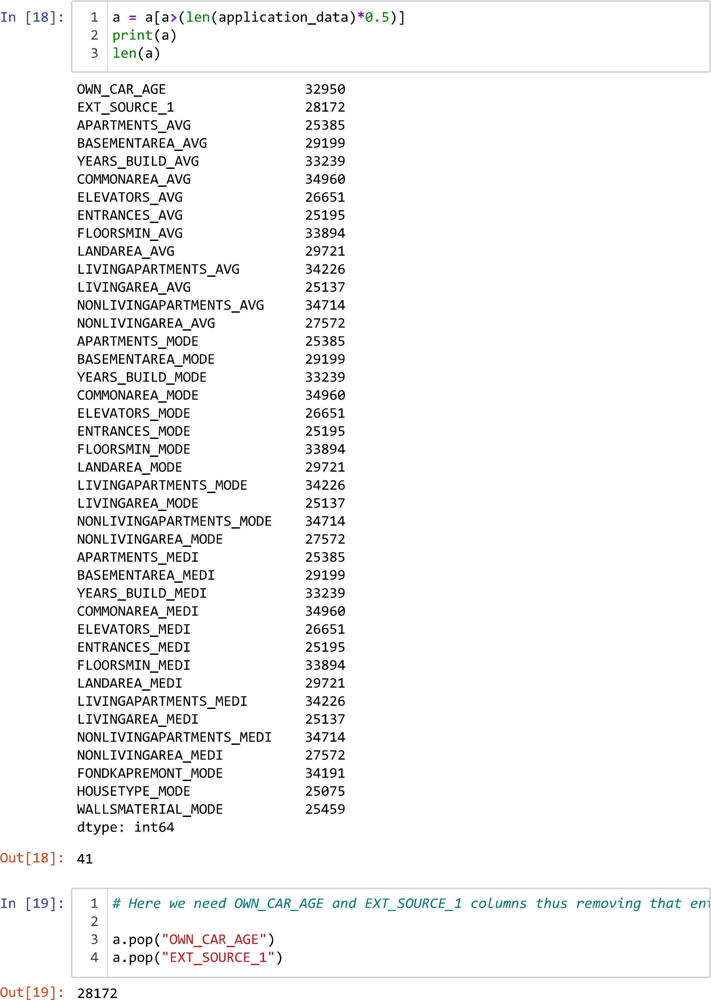 In [18]: 1 a = a[a>(len(application_data)*0.5)]
2 print(a)
3 len(a)
OWN_CAR_AGE 32950
EXT_SOURCE_1 28172
APARTMENTS_AVG 25385
BASEMENTAREA_AVG 29199
YEARS_BUILD_AVG 33239
COMMONAREA_AVG 34960
ELEVATORS_AVG 26651
ENTRANCES_AVG 25195
FLOORSMIN_AVG 33894
LANDAREA_AVG 29721
LIVINGAPARTMENTS_AVG 34226
LIVINGAREA_AVG 25137
NONLIVINGAPARTMENTS_AVG 34714
NONLIVINGAREA_AVG 27572
APARTMENTS_MODE 25385
BASEMENTAREA_MODE 29199
YEARS_BUILD_MODE 33239
COMMONAREA_MODE 34960
ELEVATORS_MODE 26651
ENTRANCES_MODE 25195
FLOORSMIN_MODE 33894
LANDAREA_MODE 29721
LIVINGAPARTMENTS_MODE 34226
LIVINGAREA_MODE 25137
NONLIVINGAPARTMENTS_MODE 34714
NONLIVINGAREA_MODE 27572
APARTMENTS_MEDI 25385
BASEMENTAREA_MEDI 29199
YEARS_BUILD_MEDI 33239
COMMONAREA_MEDI 34960
ELEVATORS_MEDI 26651
ENTRANCES_MEDI 25195
FLOORSMIN_MEDI 33894
LANDAREA_MEDI 29721
LIVINGAPARTMENTS_MEDI 34226
LIVINGAREA_MEDI 25137
NONLIVINGAPARTMENTS_MEDI 34714
NONLIVINGAREA_MEDI 27572
FONDKAPREMONT_MODE 34191
HOUSETYPE_MODE 25075
WALLSMATERIAL_MODE 25459
dtype: int64
Out[18]: 41
In [19]: 1 # Here we need OWN_CAR_AGE and EXT_SOURCE_1 columns thus removing that
2
3 a.pop("OWN_CAR_AGE")
4 a.pop("EXT_SOURCE_1")
Out[19]: 28172